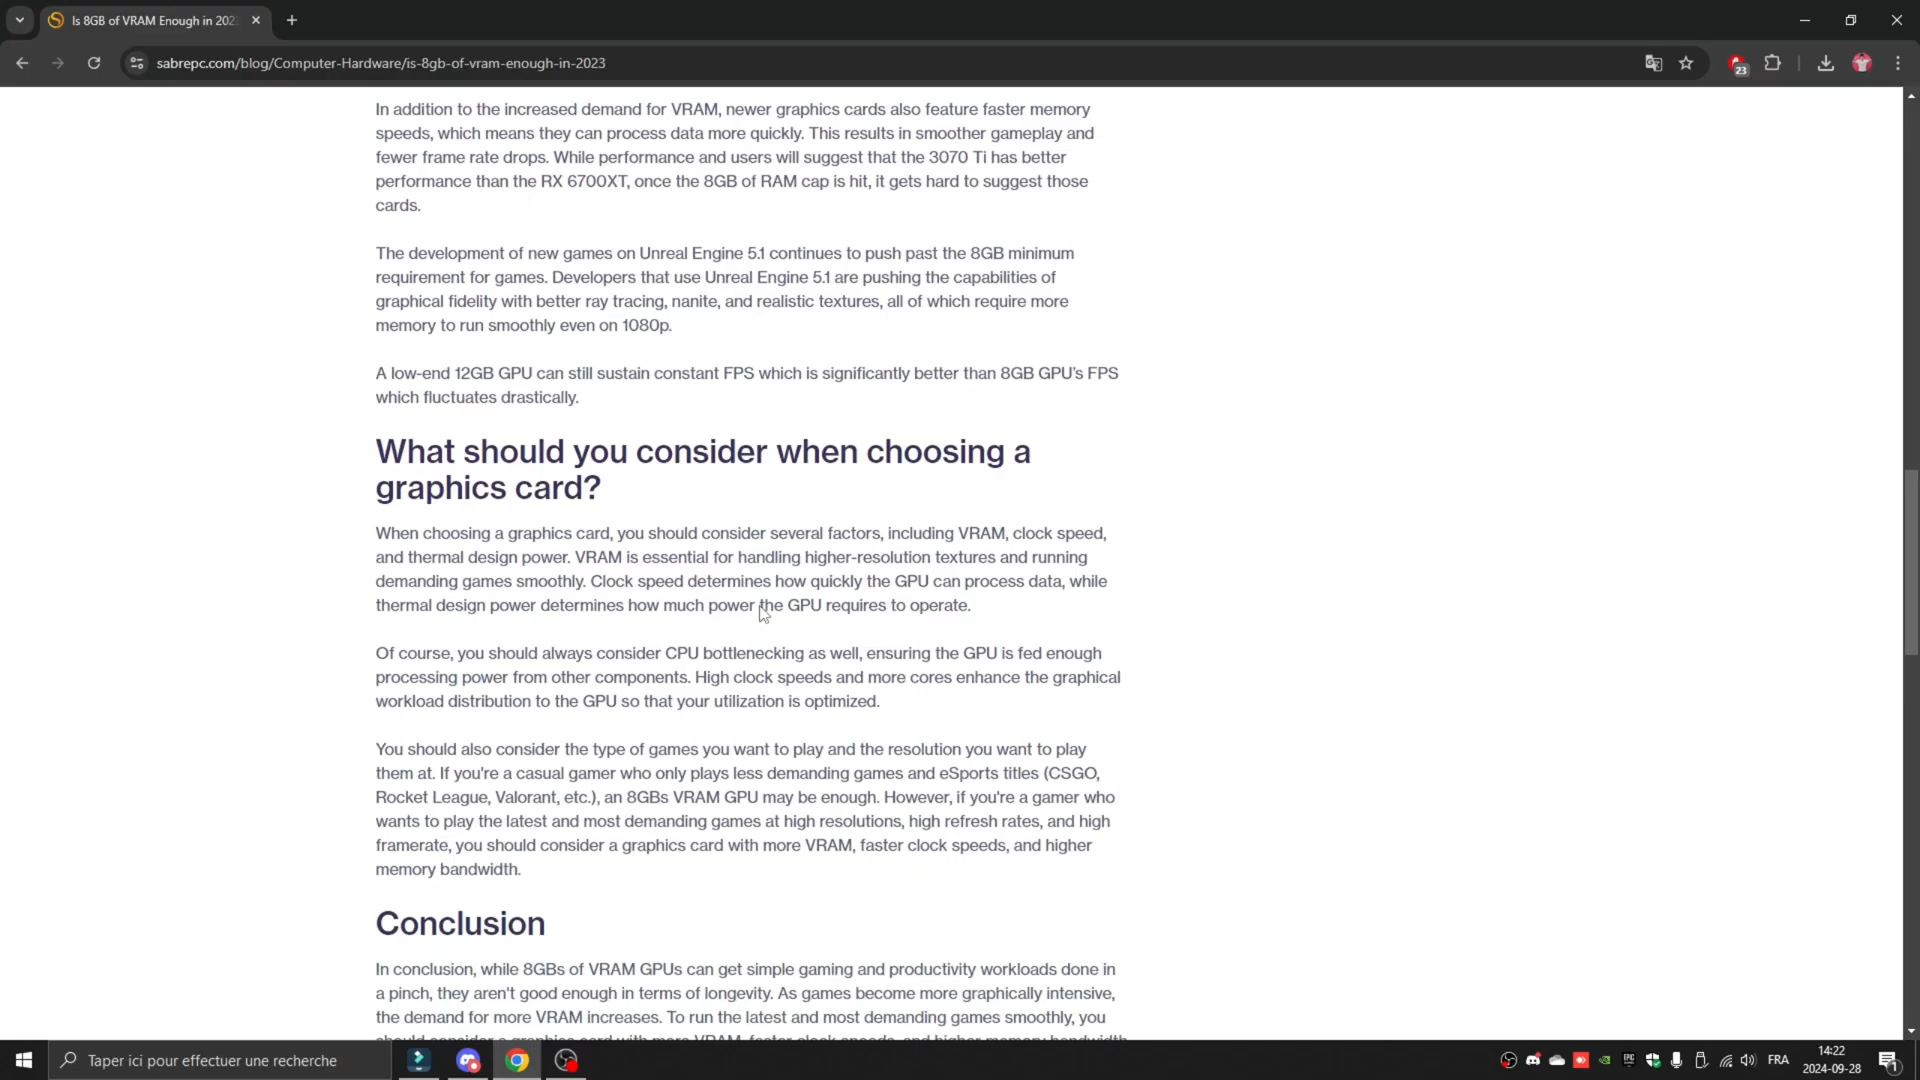 Is 8GB of VRAM Enough in 202
sabrepc.com/blog/Computer-Hardware/is-8gb-of-vram-enough-in-2023
23
In addition to the increased demand for VRAM, newer graphics cards also feature faster memory
speeds, which means they can process data more quickly. This results in smoother gameplay and
fewer frame rate drops. While performance and users will suggest that the 3070 Ti has better
performance than the RX 6700XT, once the 8GB of RAM cap is hit, it gets hard to suggest those
cards.
The development of new games on Unreal Engine 5.1 continues to push past the 8GB minimum
requirement for games. Developers that use Unreal Engine 5.1 are pushing the capabilities of
graphical fidelity with better ray tracing, nanite, and realistic textures, all of which require more
memory to run smoothly even on 1080p.
A low-end 12GB GPU can still sustain constant FPS which is significantly better than 8GB GPU's FPS
which fluctuates drastically.
What should you consider when choosing a
graphics card?
When choosing a graphics card, you should consider several factors, including VRAM, clock speed,
and thermal design power. VRAM is essential for handling higher-resolution textures and running
demanding games smoothly. Clock speed determines how quickly the GPU can process data, while
thermal design power determines how much power the GPU requires to operate.
Of course, you should always consider CPU bottlenecking as well, ensuring the GPU is fed enough
processing power from other components. High clock speeds and more cores enhance the graphical
workload distribution to the GPU so that your utilization is optimized.
You should also consider the type of games you want to play and the resolution you want to play
them at. If you're a casual gamer who only plays less demanding games and eSports titles (CSGO,
Rocket League, Valorant, etc.), an 8GBs VRAM GPU may be enough. However, if you're a gamer who
wants to play the latest and most demanding games at high resolutions, high refresh rates, and high
framerate, you should consider a graphics card with more VRAM, faster clock speeds, and higher
memory bandwidth.
Conclusion
In conclusion, while 8GBs of VRAM GPUs can get simple gaming and productivity workloads done in
a pinch, they aren't good enough in terms of longevity. As games become more graphically intensive,
the demand for more VRAM increases. To run the latest and most demanding games smoothly, you
should consider a graphics card with more VRAM, faster clock speeds, and higher memory bandwidth
Taper ici pour effectuer une recherche
FRA
14:22
2024-09-28
1